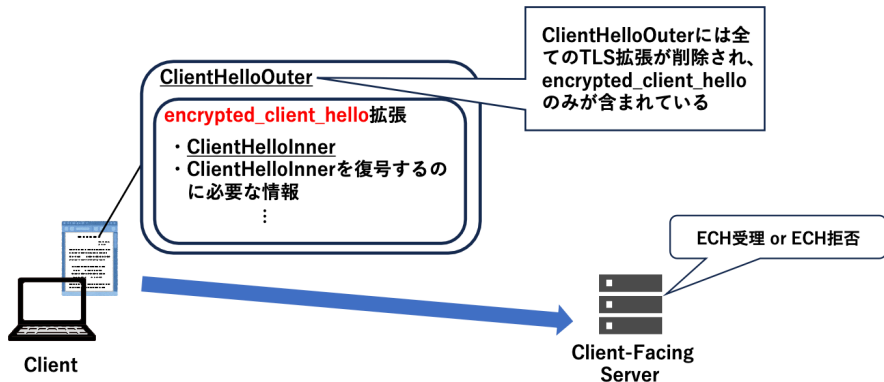 ClientHelloOuterには全
てのTLS拡張が削除され、
encrypted_client_hello
のみが含まれている
ClientHelloOuter
encrypted_client_hello拡張
・ClientHelloInner
・ClientHelloInnerを復号するの
に必要な情報
⋮
ECH受理 or ECH拒否
Client
Client-Facing
Server